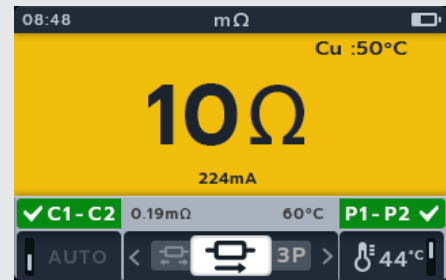 08:48 mΩ
Cu :50°C
10Ω
224mA
C1-C2 0.19mΩ 60°C P1-P2
AUTO < 3P > 44°C